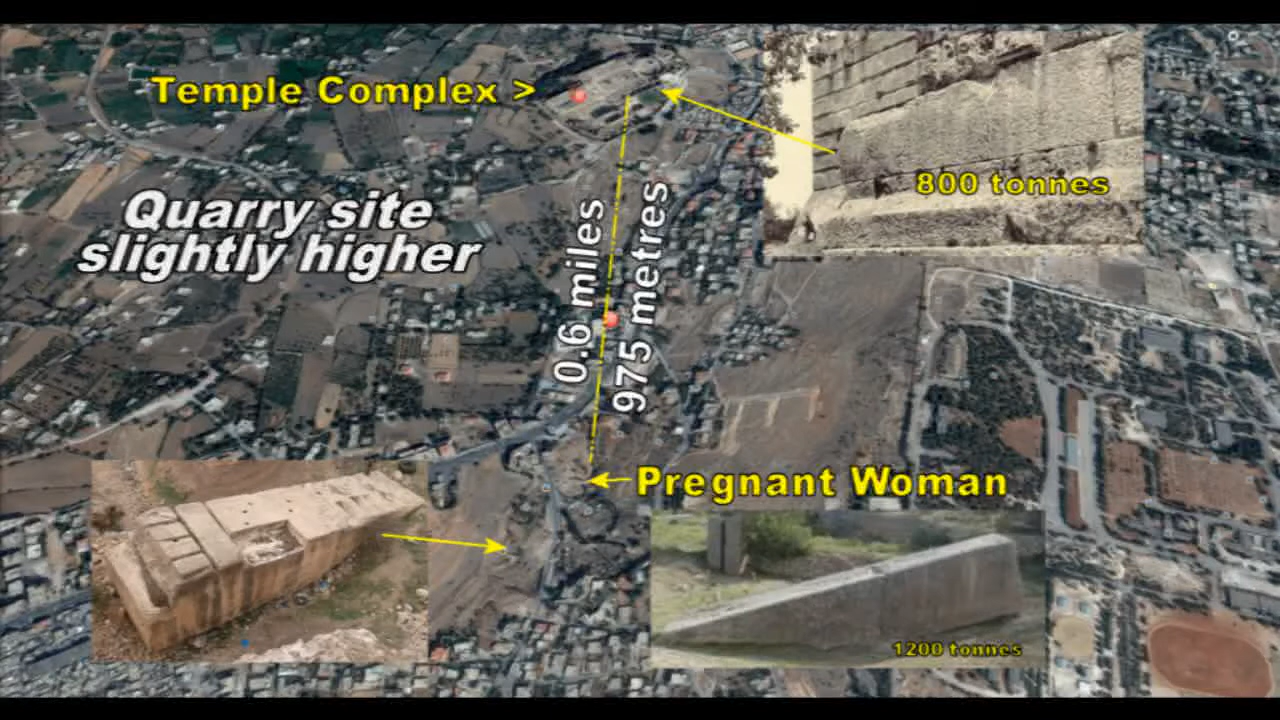 Temple Complex >
800 tonnes
Quarry site
slightly higher
0.6 miles
975 metres
Pregnant Woman
1200 tonnes